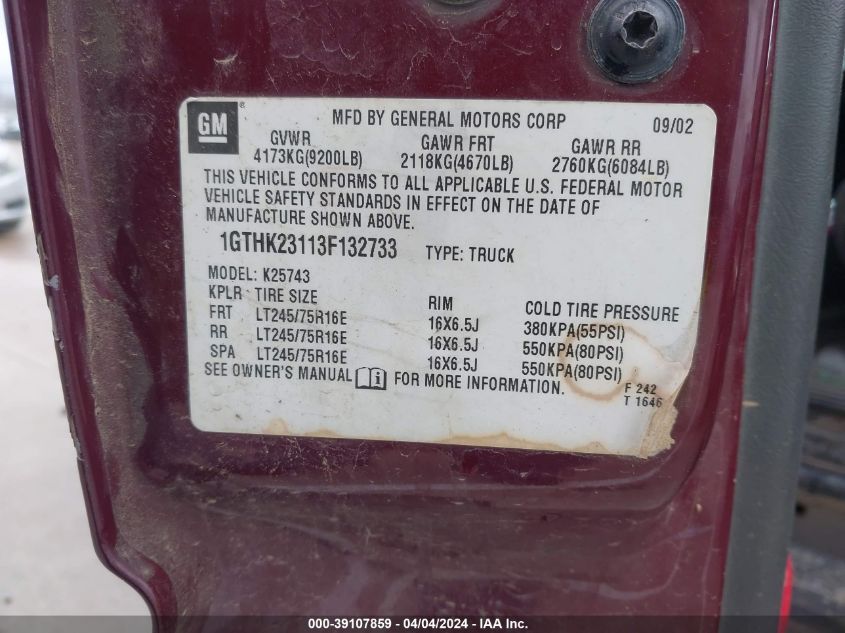 GM ®
MFD BY GENERAL MOTORS CORP 09/02
GVWR GAWR FRT GAWR RR
4173KG(9200LB) 2118KG(4670LB) 2760KG(6084LB)
THIS VEHICLE CONFORMS TO ALL APPLICABLE U.S. FEDERAL MOTOR
VEHICLE SAFETY STANDARDS IN EFFECT ON THE DATE OF
MANUFACTURE SHOWN ABOVE.
1GTHK23113F132733 TYPE: TRUCK
MODEL: K25743
KPLR TIRE SIZE RIM COLD TIRE PRESSURE
FRT LT245/75R16E 16X6.5J 380KPA(55PSI)
RR LT245/75R16E 16X6.5J 550KPA(80PSI)
SPA LT245/75R16E 16X6.5J 550KPA(80PSI)
SEE OWNER'S MANUAL FOR MORE INFORMATION.
F 242
T 1646
000-39107859 - 04/04/2024 - IAA, Inc.